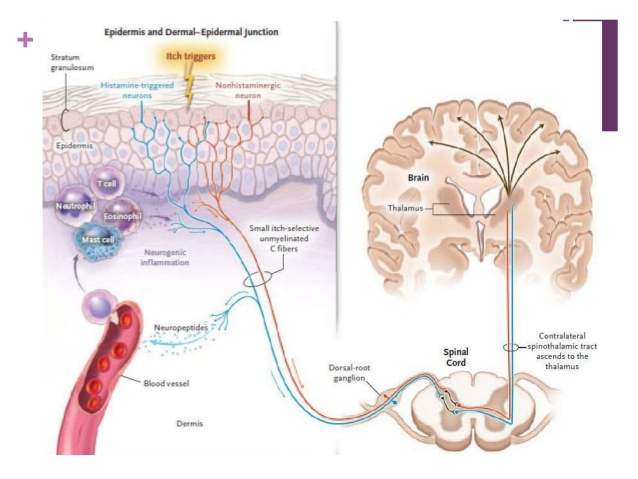 +
Epidermis and Dermal–Epidermal Junction
Itch triggers
Stratum
granulosum
Histamine-triggered
neurons
Nonhistaminergic
neuron
Epidermis
T cell
Neutrophil
Eosinophil
Mast cell
Neurogenic
inflammation
Small itch-selective
unmyelinated
C fibers
Neuropeptides
Blood vessel
Dermis
Brain
Thalamus
Dorsal-root
ganglion
Spinal
Cord
Contralateral
spinothalamic tract
ascends to the
thalamus